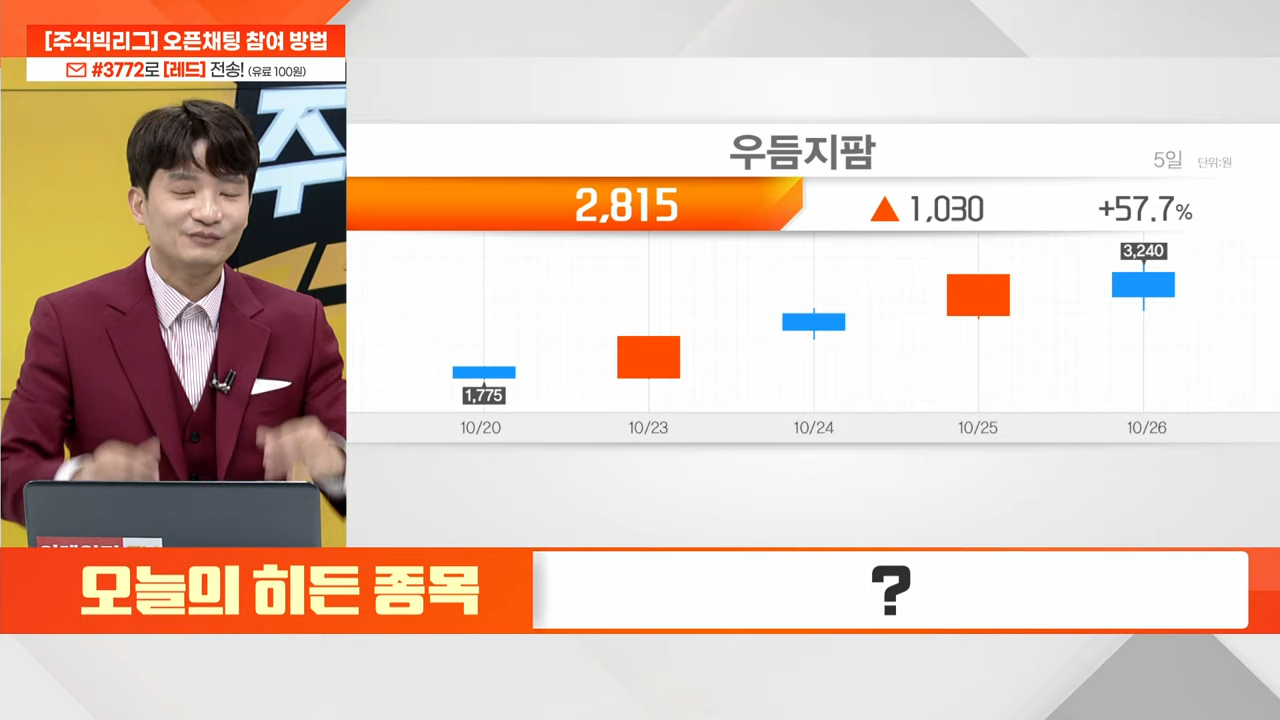 [주식빅리그] 오픈채팅 참여 방법
#3772로 [레드] 전송! (유료 100원)
주
우듬지팜
5일 단위:원
2,815 ▲ 1,030 +57.7%
3,240
1,775
10/20 10/23 10/24 10/25 10/26
오늘의 히든 종목 ?